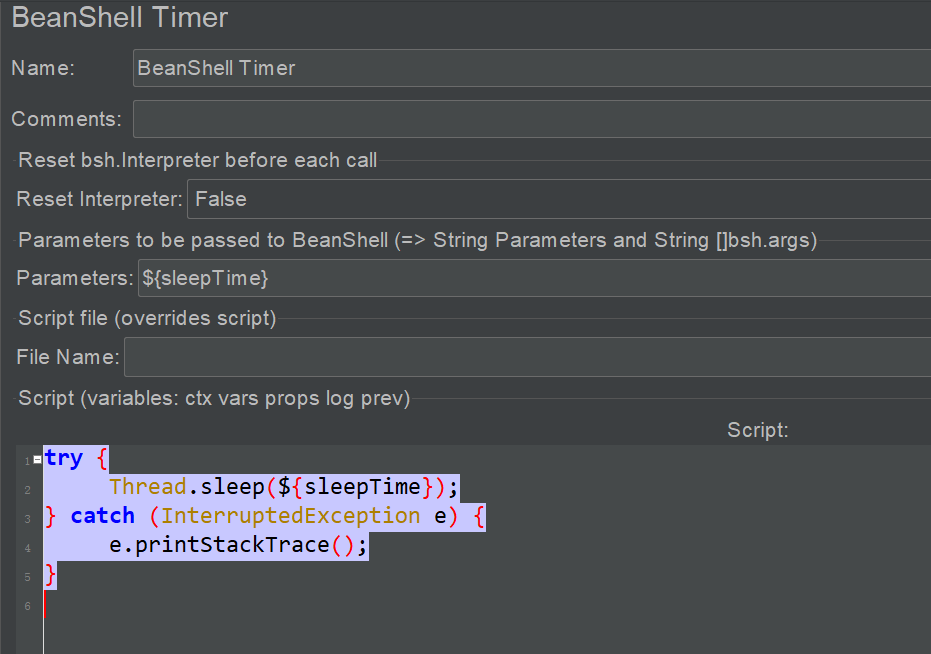 BeanShell Timer
Name: BeanShell Timer
Comments:
Reset bsh.Interpreter before each call
Reset Interpreter: False
Parameters to be passed to BeanShell (=> String Parameters and String []bsh.args)
Parameters: ${sleepTime}
Script file (overrides script)
File Name:
Script (variables: ctx vars props log prev)
Script:
1 try {
2 Thread.sleep(${sleepTime});
3 } catch (InterruptedException e) {
4 e.printStackTrace();
5 }
6